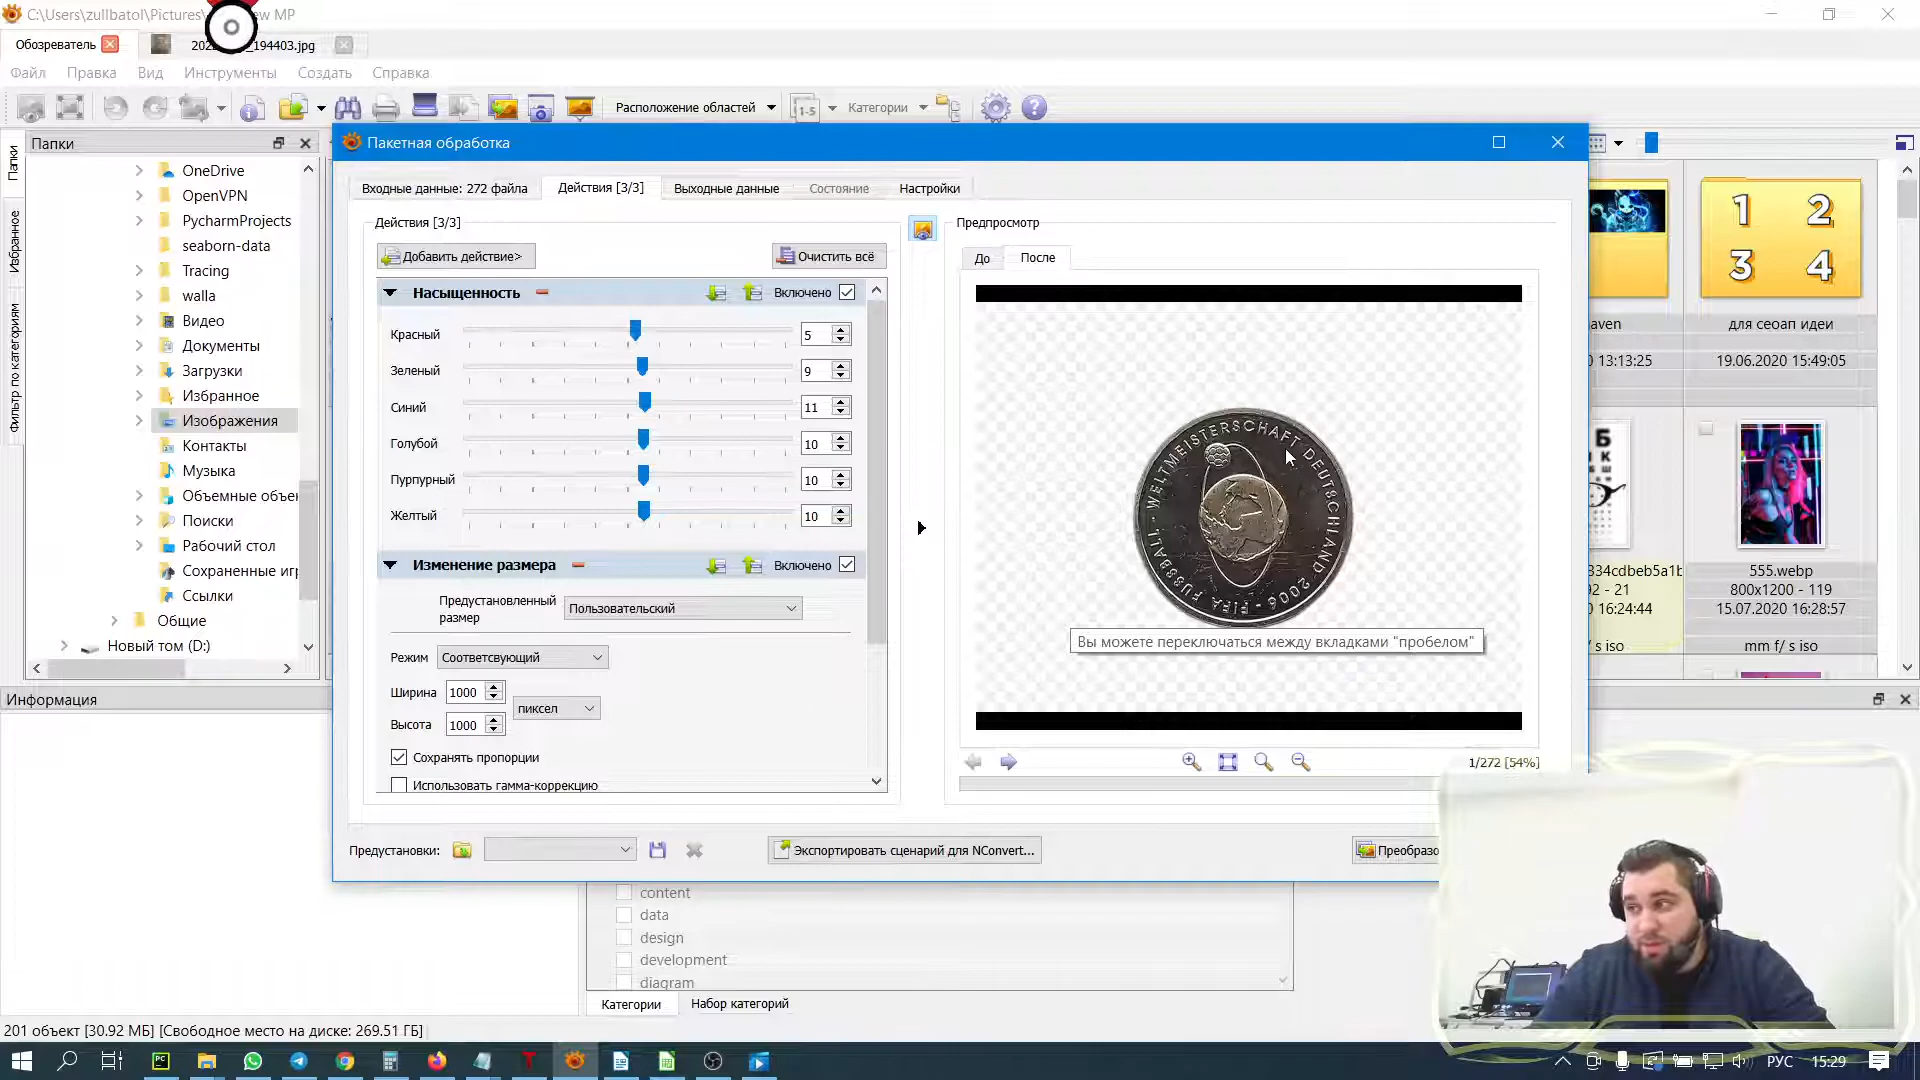 C:\Users\zullbatol\Pictures\
ew MP
Обозреватель
194403.jpg
Файл Правка Вид Инструменты Создать Справка
Расположение областей
Категории
Папки
Папки
Избранное
Фильтр по категориям
OneDrive
OpenVPN
PycharmProjects
seaborn-data
Tracing
walla
Видео
Документы
Загрузки
Избранное
Изображения
Контакты
Музыка
Объемные объе
Поиски
Рабочий стол
Сохраненные игр
Ссылки
Общие
Новый том (D:)
Информация
Пакетная обработка
Входные данные: 272 файла
Действия [3/3]
Выходные данные
Состояние
Настройки
Действия [3/3]
Добавить действие>
Очистить всё
Насыщенность
Включено
Красный 5
Зеленый 9
Синий 11
Голубой 10
Пурпурный 10
Желтый 10
Изменение размера
Включено
Предустановленный
размер
Пользовательский
Режим Соответсвующий
Ширина 1000
пиксел
Высота 1000
Сохранять пропорции
Использовать гамма-коррекцию
Предпросмотр
До
После
WELTMEISTERSCHAFT DEUTSCHLAND 2006 - FIFA FUSSBALL -
Вы можете переключаться между вкладками "пробелом"
1/272 [54%]
Предустановки:
Экспортировать сценарий для NConvert...
Преобразо
1 2
3 4
aven
13:13:25
для сеоап идеи
19.06.2020 15:49:05
Б
334cdbeb5a1b
92 - 21
16:24:44
s iso
555.webp
800x1200 - 119
15.07.2020 16:28:57
mm f/ s iso
content
data
design
development
diagram
Категории
Набор категорий
201 объект [30.92 МБ] [Свободное место на диске: 269.51 ГБ]
РУС
15:29